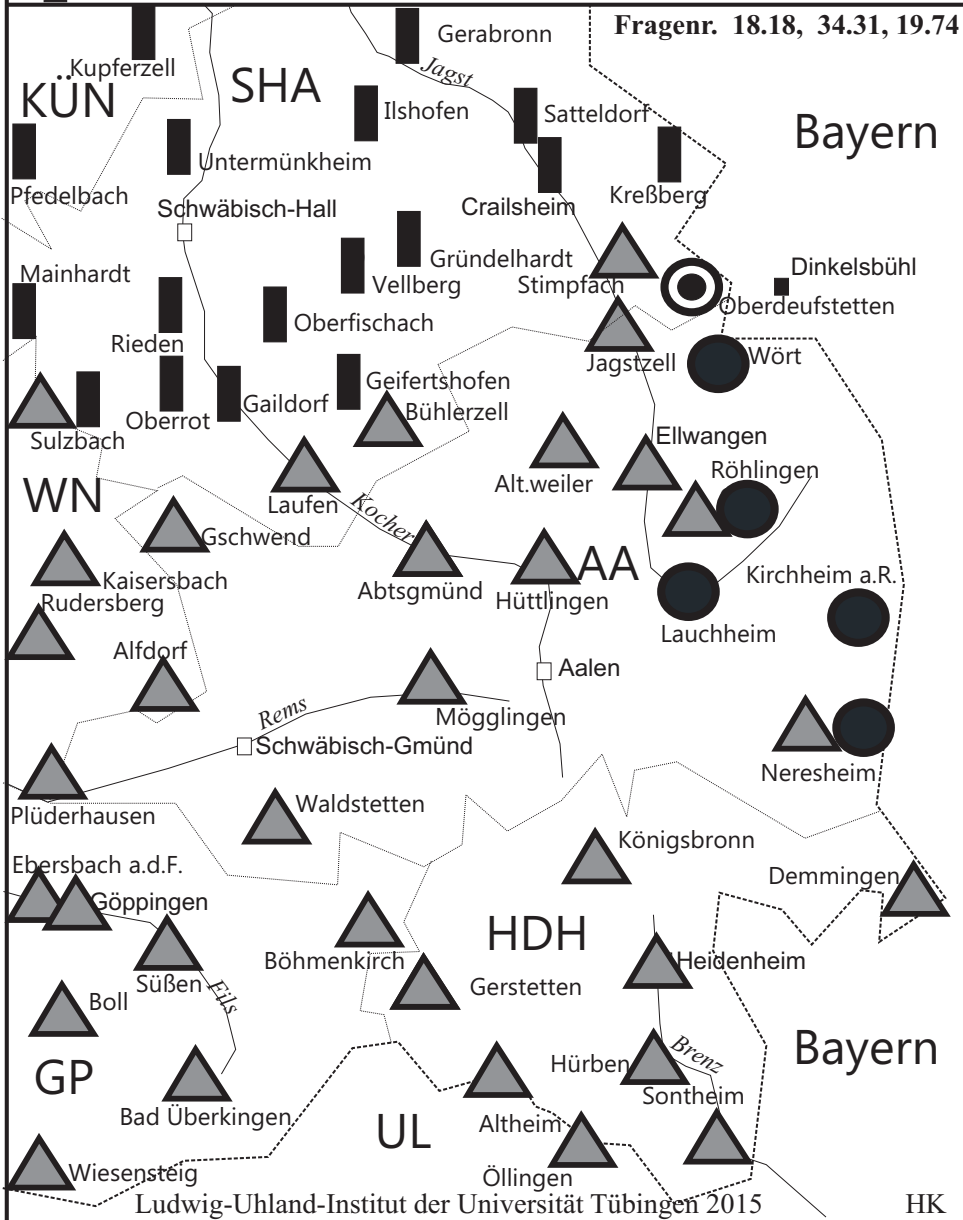 Fragenr. 18.18, 34.31, 19.74
Gerabronn
Kupferzell
Jagst
KÜN
SHA
Ilshofen
Satteldorf
Bayern
Untermünkheim
Pfedelbach
Crailsheim
Kreßberg
Schwäbisch-Hall
Gründelhardt
Mainhardt
Vellberg
Stimpfach
Dinkelsbühl
Oberdeufstetten
Oberfischach
Rieden
Jagstzell
Wört
Geifertshofen
Gaildorf
Bühlerzell
Oberrot
Sulzbach
Ellwangen
Röhlingen
Alt.weiler
WN
Laufen
Kocher
Gschwend
AA
Kirchheim a.R.
Kaisersbach
Abtsgmünd
Hüttlingen
Rudersberg
Lauchheim
Alfdorf
Aalen
Rems
Mögglingen
Schwäbisch-Gmünd
Neresheim
Plüderhausen
Waldstetten
Königsbronn
Ebersbach a.d.F.
Demmingen
Göppingen
HDH
Böhmenkirch
Heidenheim
Süßen
Gerstetten
Boll
Fils
Brenz
Bayern
Hürben
GP
Sontheim
Bad Überkingen
Altheim
UL
Wiesensteig
Öllingen
Ludwig-Uhland-Institut der Universität Tübingen 2015 HK